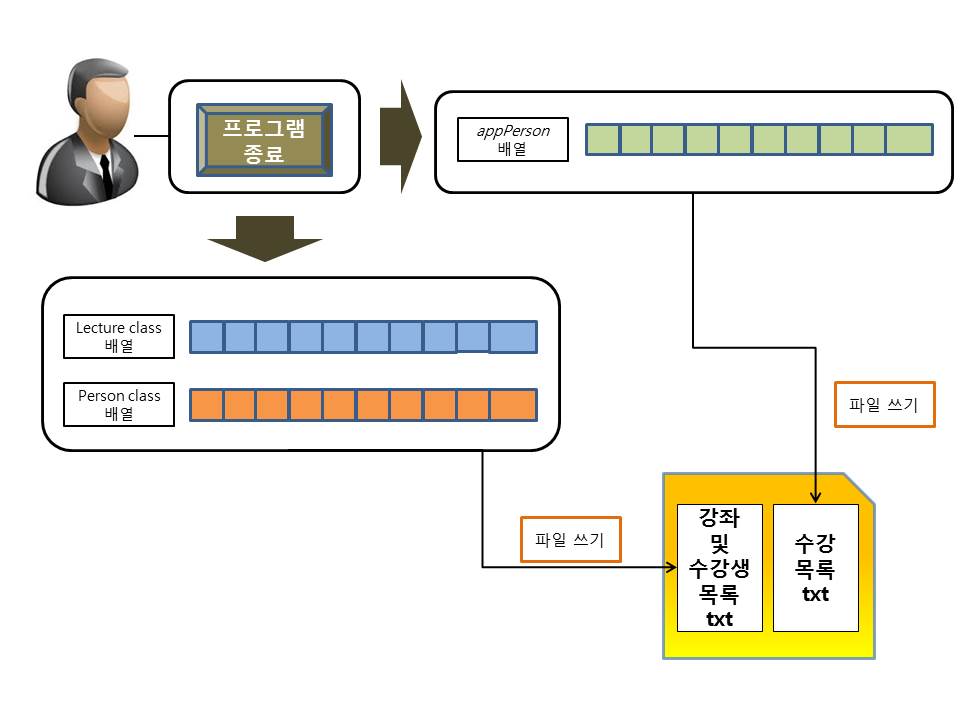 프로그램
종료
appPerson
배열
Lecture class
배열
Person class
배열
파일 쓰기
파일 쓰기
강좌
및
수강생
목록
txt
수강
목록
txt